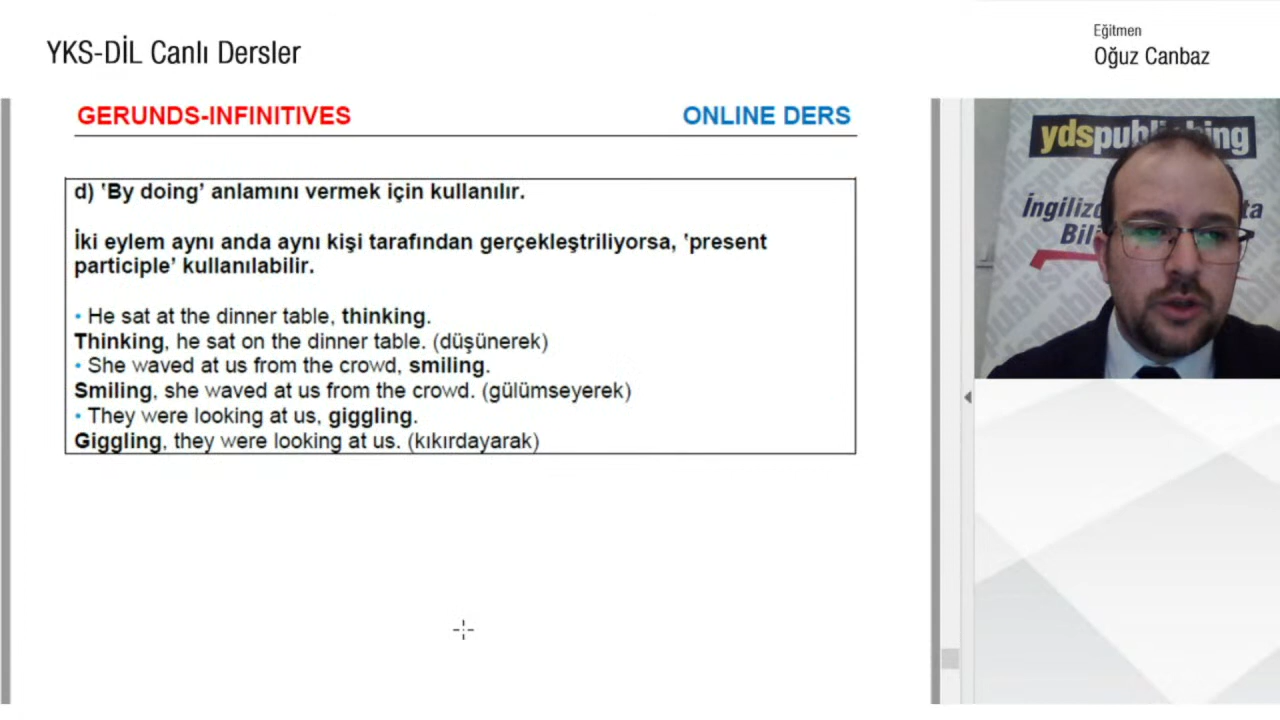 YKS-DİL Canlı Dersler
Eğitmen
Oğuz Canbaz
GERUNDS-INFINITIVES
ONLINE DERS
d) 'By doing' anlamını vermek için kullanılır.
İki eylem aynı anda aynı kişi tarafından gerçekleştriliyorsa, 'present
participle' kullanılabilir.
• He sat at the dinner table, thinking.
Thinking, he sat on the dinner table. (düşünerek)
• She waved at us from the crowd, smiling.
Smiling, she waved at us from the crowd. (gülümseyerek)
• They were looking at us, giggling.
Giggling, they were looking at us. (kıkırdayarak)
ydspublishing